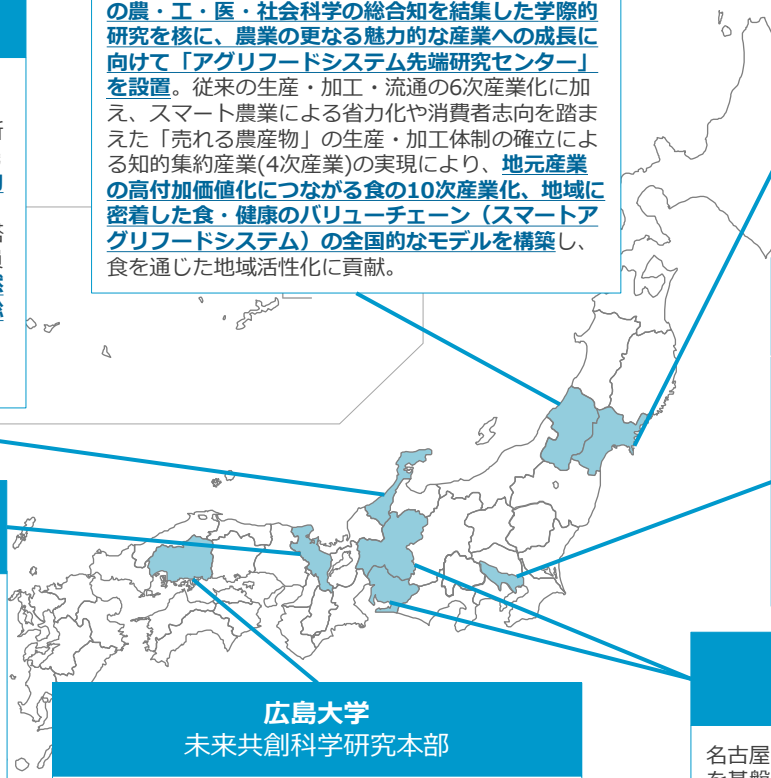 の農・工・医・社会科学の総合知を結集した学際的
研究を核に、農業の更なる魅力的な産業への成長に
向けて「アグリフードシステム先端研究センター」
を設置。従来の生産・加工・流通の6次産業化に加
え、スマート農業による省力化や消費者志向を踏ま
えた「売れる農産物」の生産・加工体制の確立によ
る知的集約産業(4次産業)の実現により、地元産業
の高付加価値化につながる食の10次産業化、地域に
密着した食・健康のバリューチェーン（スマートア
グリフードシステム）の全国的なモデルを構築し、
食を通じた地域活性化に貢献。
広島大学
未来共創科学研究本部
名古屋